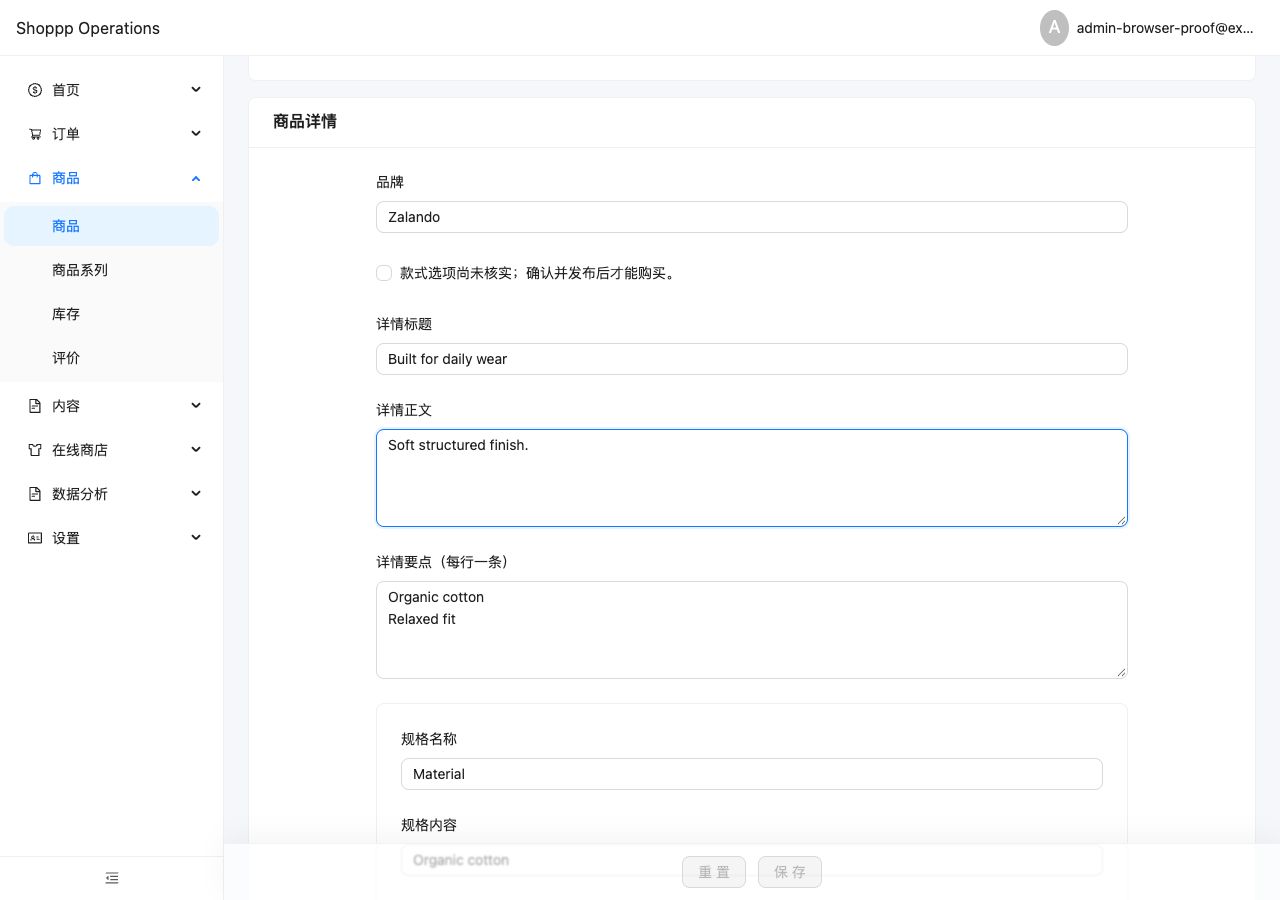 Shoppp Operations
A
admin-browser-proof@ex...
首页
订单
商品
商品
商品系列
库存
评价
内容
在线商店
数据分析
设置
商品详情
品牌
Zalando
款式选项尚未核实；确认并发布后才能购买。
详情标题
Built for daily wear
详情正文
Soft structured finish.
详情要点（每行一条）
Organic cotton
Relaxed fit
规格名称
Material
规格内容
Organic cotton
重 置
保 存